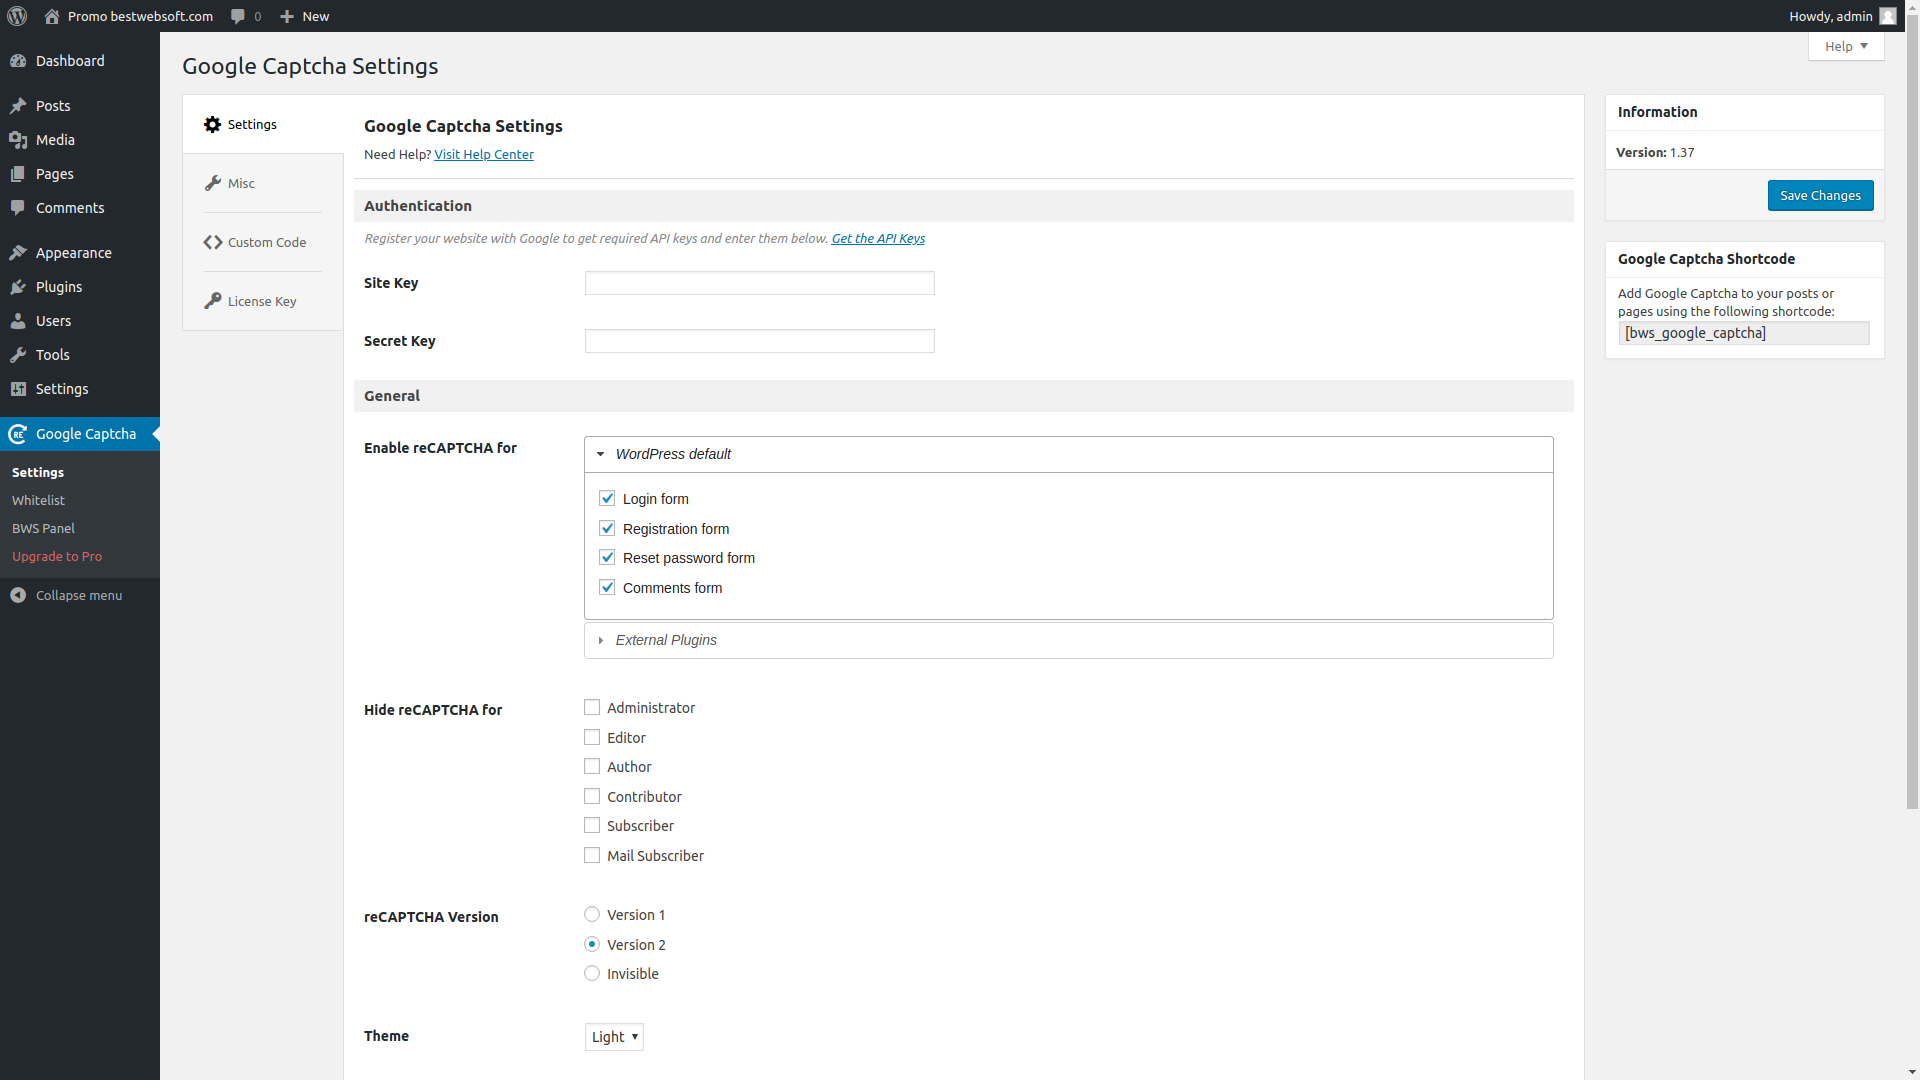 Promo bestwebsoft.com
0
New
Howdy, admin
Help
Dashboard
Posts
Media
Pages
Comments
Appearance
Plugins
Users
Tools
Settings
Google Captcha
Settings
Whitelist
BWS Panel
Upgrade to Pro
Collapse menu
Google Captcha Settings
Settings
Misc
Custom Code
License Key
Google Captcha Settings
Need Help? Visit Help Center
Authentication
Register your website with Google to get required API keys and enter them below. Get the API Keys
Site Key
Secret Key
General
Enable reCAPTCHA for
WordPress default
Login form
Registration form
Reset password form
Comments form
External Plugins
Hide reCAPTCHA for
Administrator
Editor
Author
Contributor
Subscriber
Mail Subscriber
reCAPTCHA Version
Version 1
Version 2
Invisible
Theme
Light
Information
Version: 1.37
Save Changes
Google Captcha Shortcode
Add Google Captcha to your posts or
pages using the following shortcode:
[bws_google_captcha]